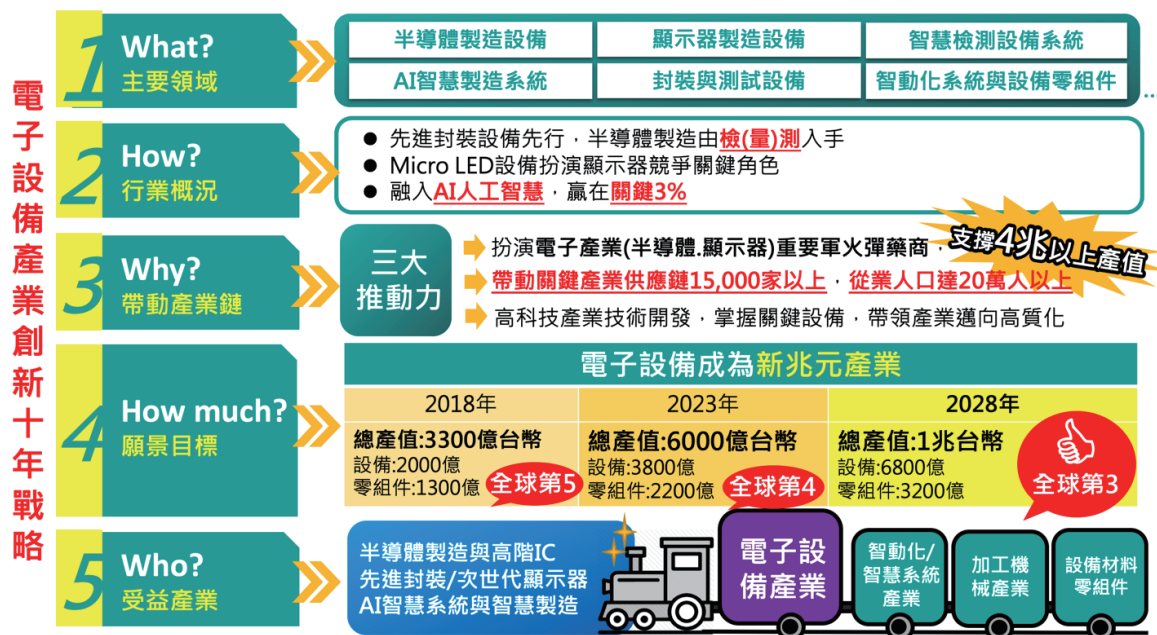 電子設備產業創新十年戰略
1
What?
主要領域
半導體製造設備
顯示器製造設備
智慧檢測設備系統
AI智慧製造系統
封裝與測試設備
智動化系統與設備零組件
...
2
How?
行業概況
● 先進封裝設備先行，半導體製造由檢(量)測入手
● Micro LED設備扮演顯示器競爭關鍵角色
● 融入AI人工智慧，贏在關鍵3%
3
Why?
帶動產業鏈
三大
推動力
扮演電子產業(半導體.顯示器)重要軍火彈藥商，
支撐4兆以上產值
帶動關鍵產業供應鏈15,000家以上，從業人口達20萬人以上
高科技產業技術開發，掌握關鍵設備，帶領產業邁向高質化
4
How much?
願景目標
電子設備成為新兆元產業
2018年
2023年
2028年
總產值:3300億台幣
設備:2000億
零組件:1300億
全球第5
總產值:6000億台幣
設備:3800億
零組件:2200億
全球第4
總產值:1兆台幣
設備:6800億
零組件:3200億
全球第3
5
Who?
受益產業
半導體製造與高階IC
先進封裝/次世代顯示器
AI智慧系統與智慧製造
電子設
備產業
智動化/
智慧系統
產業
加工機
械產業
設備材料
零組件